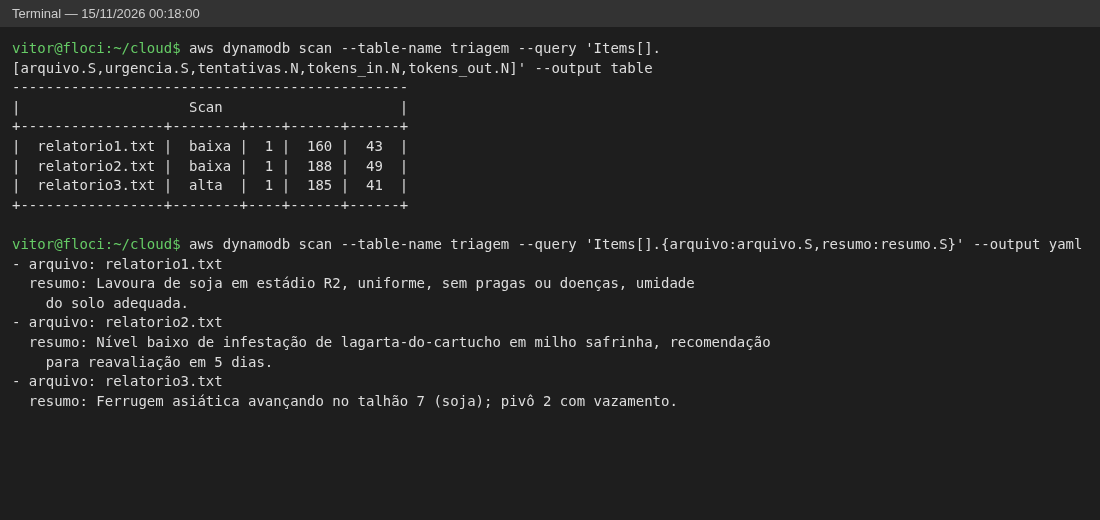 Terminal — 15/11/2026 00:18:00
vitor@floci:~/cloud$ aws dynamodb scan --table-name triagem --query 'Items[].
[arquivo.S,urgencia.S,tentativas.N,tokens_in.N,tokens_out.N]' --output table
-----------------------------------------------
|                    Scan                     |
+-----------------+--------+----+------+------+
|  relatorio1.txt |  baixa |  1 |  160 |  43  |
|  relatorio2.txt |  baixa |  1 |  188 |  49  |
|  relatorio3.txt |  alta  |  1 |  185 |  41  |
+-----------------+--------+----+------+------+
vitor@floci:~/cloud$ aws dynamodb scan --table-name triagem --query 'Items[].{arquivo:arquivo.S,resumo:resumo.S}' --output yaml
- arquivo: relatorio1.txt
  resumo: Lavoura de soja em estádio R2, uniforme, sem pragas ou doenças, umidade
    do solo adequada.
- arquivo: relatorio2.txt
  resumo: Nível baixo de infestação de lagarta-do-cartucho em milho safrinha, recomendação
    para reavaliação em 5 dias.
- arquivo: relatorio3.txt
  resumo: Ferrugem asiática avançando no talhão 7 (soja); pivô 2 com vazamento.